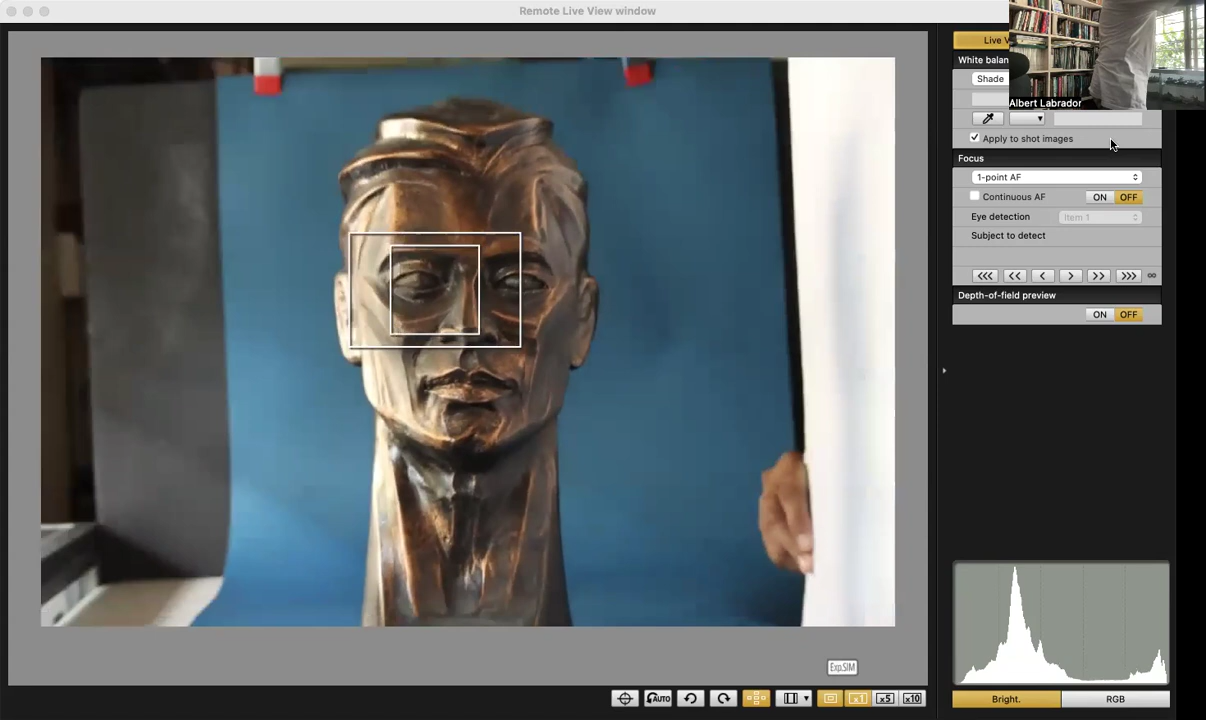 Remote Live View window
Live V
White balan
Shade
Albert Labrador
Apply to shot images
Focus
1-point AF
Continuous AF ON OFF
Eye detection Item 1
Subject to detect
Depth-of-field preview
ON OFF
Exp.SIM
AUTO x1 x5 x10
Bright. RGB